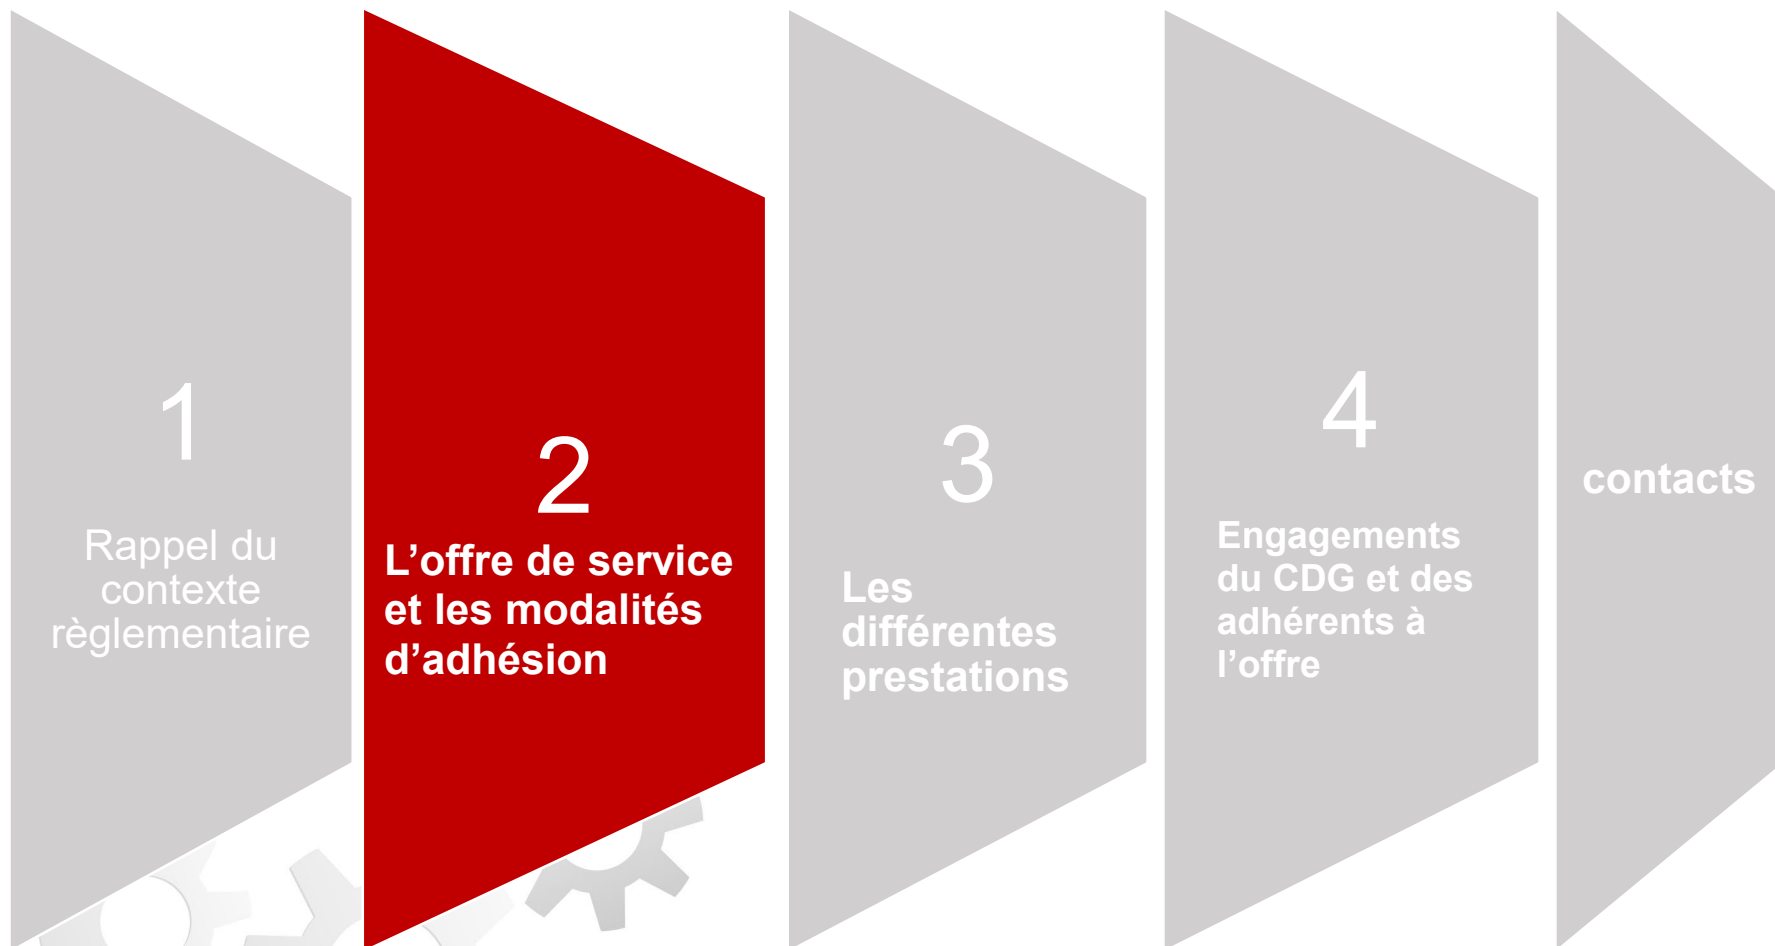 1
Rappel du
contexte
règlementaire
2
L’offre de service
et les modalités
d’adhésion
3
Les
différentes
prestations
4
Engagements
du CDG et des
adhérents à
l’offre
contacts